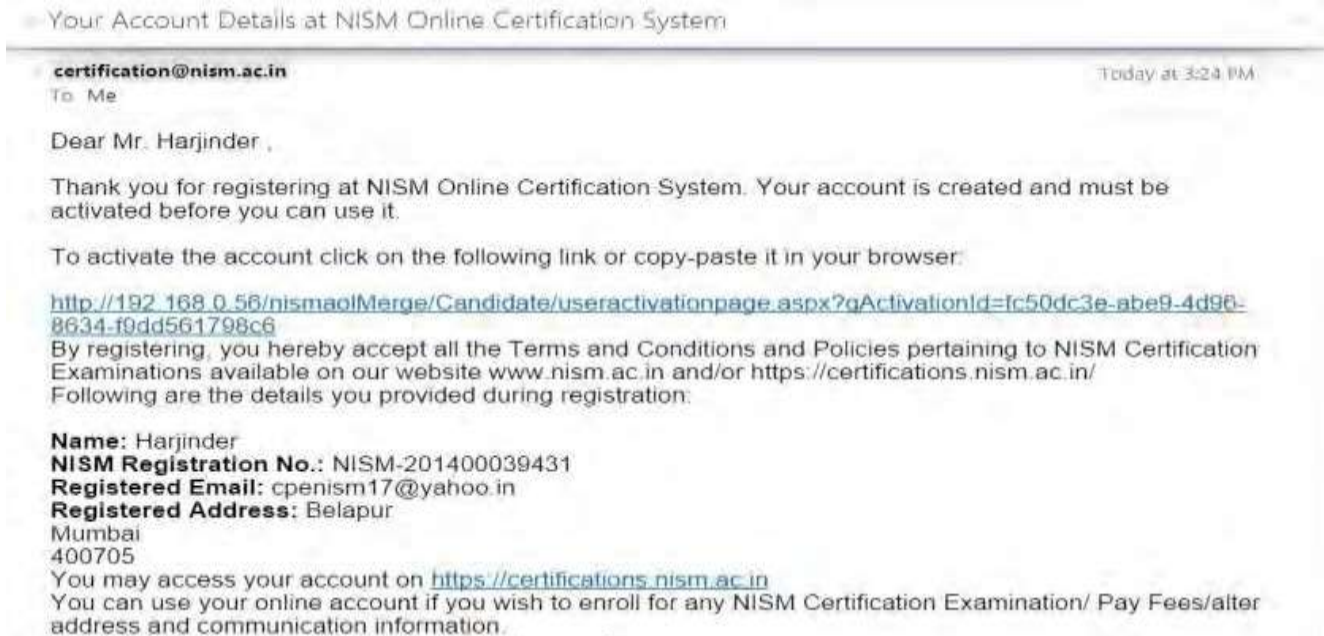 Your Account Details at NISM Online Certification System
certification@nism.ac.in
Today at 3:24 PM
To Me
Dear Mr. Harjinder ,
Thank you for registering at NISM Online Certification System. Your account is created and must be
activated before you can use it.
To activate the account click on the following link or copy-paste it in your browser:
http://192.168.0.56/nismaolMerge/Candidate/useractivationpage.aspx?qActivationId=fc50dc3e-abe9-4d96-
8634-f9dd561798c6
By registering, you hereby accept all the Terms and Conditions and Policies pertaining to NISM Certification
Examinations available on our website www.nism.ac.in and/or https://certifications.nism.ac.in/
Following are the details you provided during registration:
Name: Harjinder
NISM Registration No.: NISM-201400039431
Registered Email: cpenism17@yahoo.in
Registered Address: Belapur
Mumbai
400705
You may access your account on https://certifications.nism.ac.in
You can use your online account if you wish to enroll for any NISM Certification Examination/ Pay Fees/alter
address and communication information.